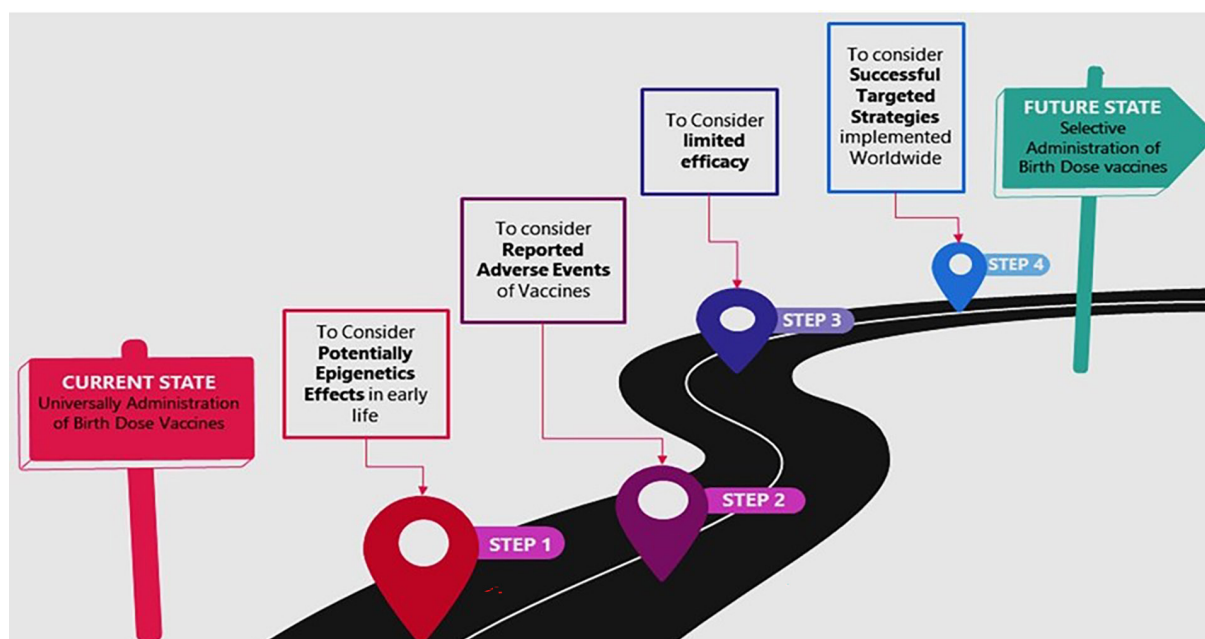 CURRENT STATE
Universally Administration
of Birth Dose Vaccines
To Consider
Potentially
Epigenetics
Effects in early
life
STEP 1
To consider
Reported
Adverse Events
of Vaccines
STEP 2
To Consider
limited
efficacy
STEP 3
To consider
Successful
Targeted
Strategies
implemented
Worldwide
STEP 4
FUTURE STATE
Selective
Administration of
Birth Dose vaccines